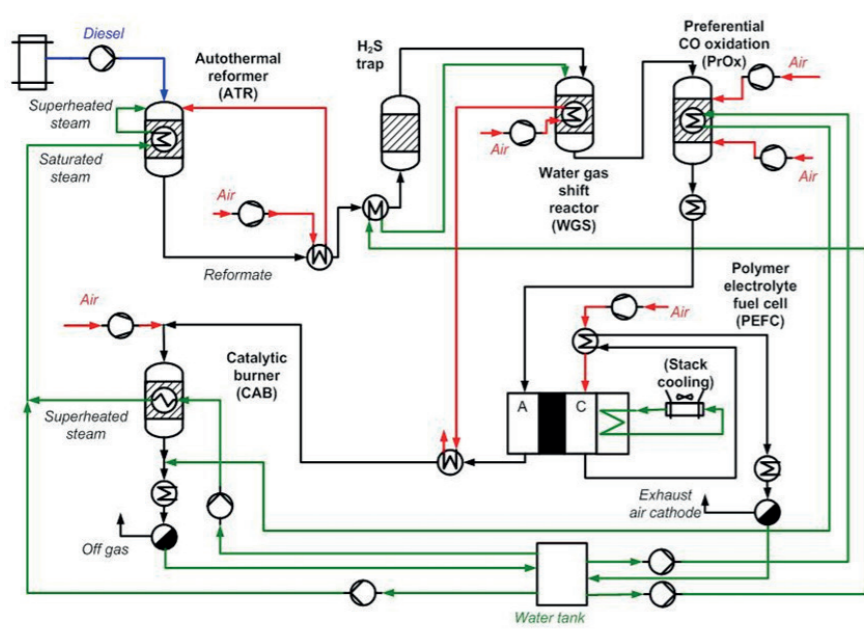 Diesel
Autothermal
reformer
(ATR)
H₂S
trap
Preferential
CO oxidation
(PrOx)
Air
Superheated
steam
Saturated
steam
Air
Air
Air
Water gas
shift
reactor
(WGS)
Reformate
Polymer
electrolyte
fuel cell
(PEFC)
Air
Air
Catalytic
burner
(CAB)
(Stack
cooling)
A
C
Superheated
steam
Exhaust
air cathode
Off gas
Water tank